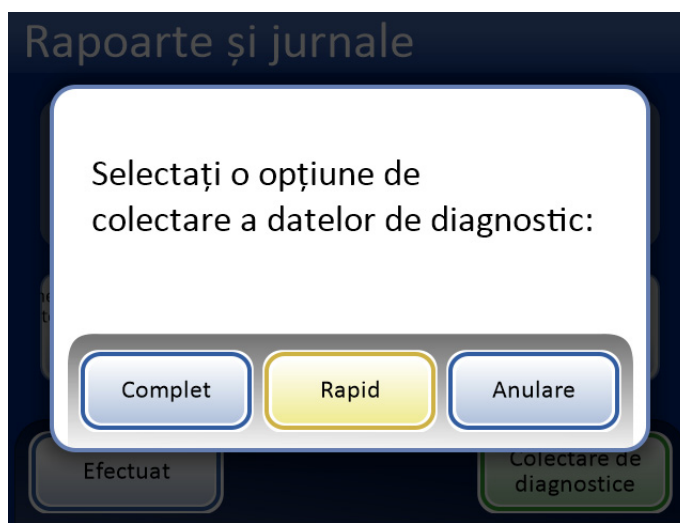 Rapoarte și jurnale
Selectați o opțiune de
colectare a datelor de diagnostic:
Complet
Rapid
Anulare
Efectuat
Colectare de
diagnostice